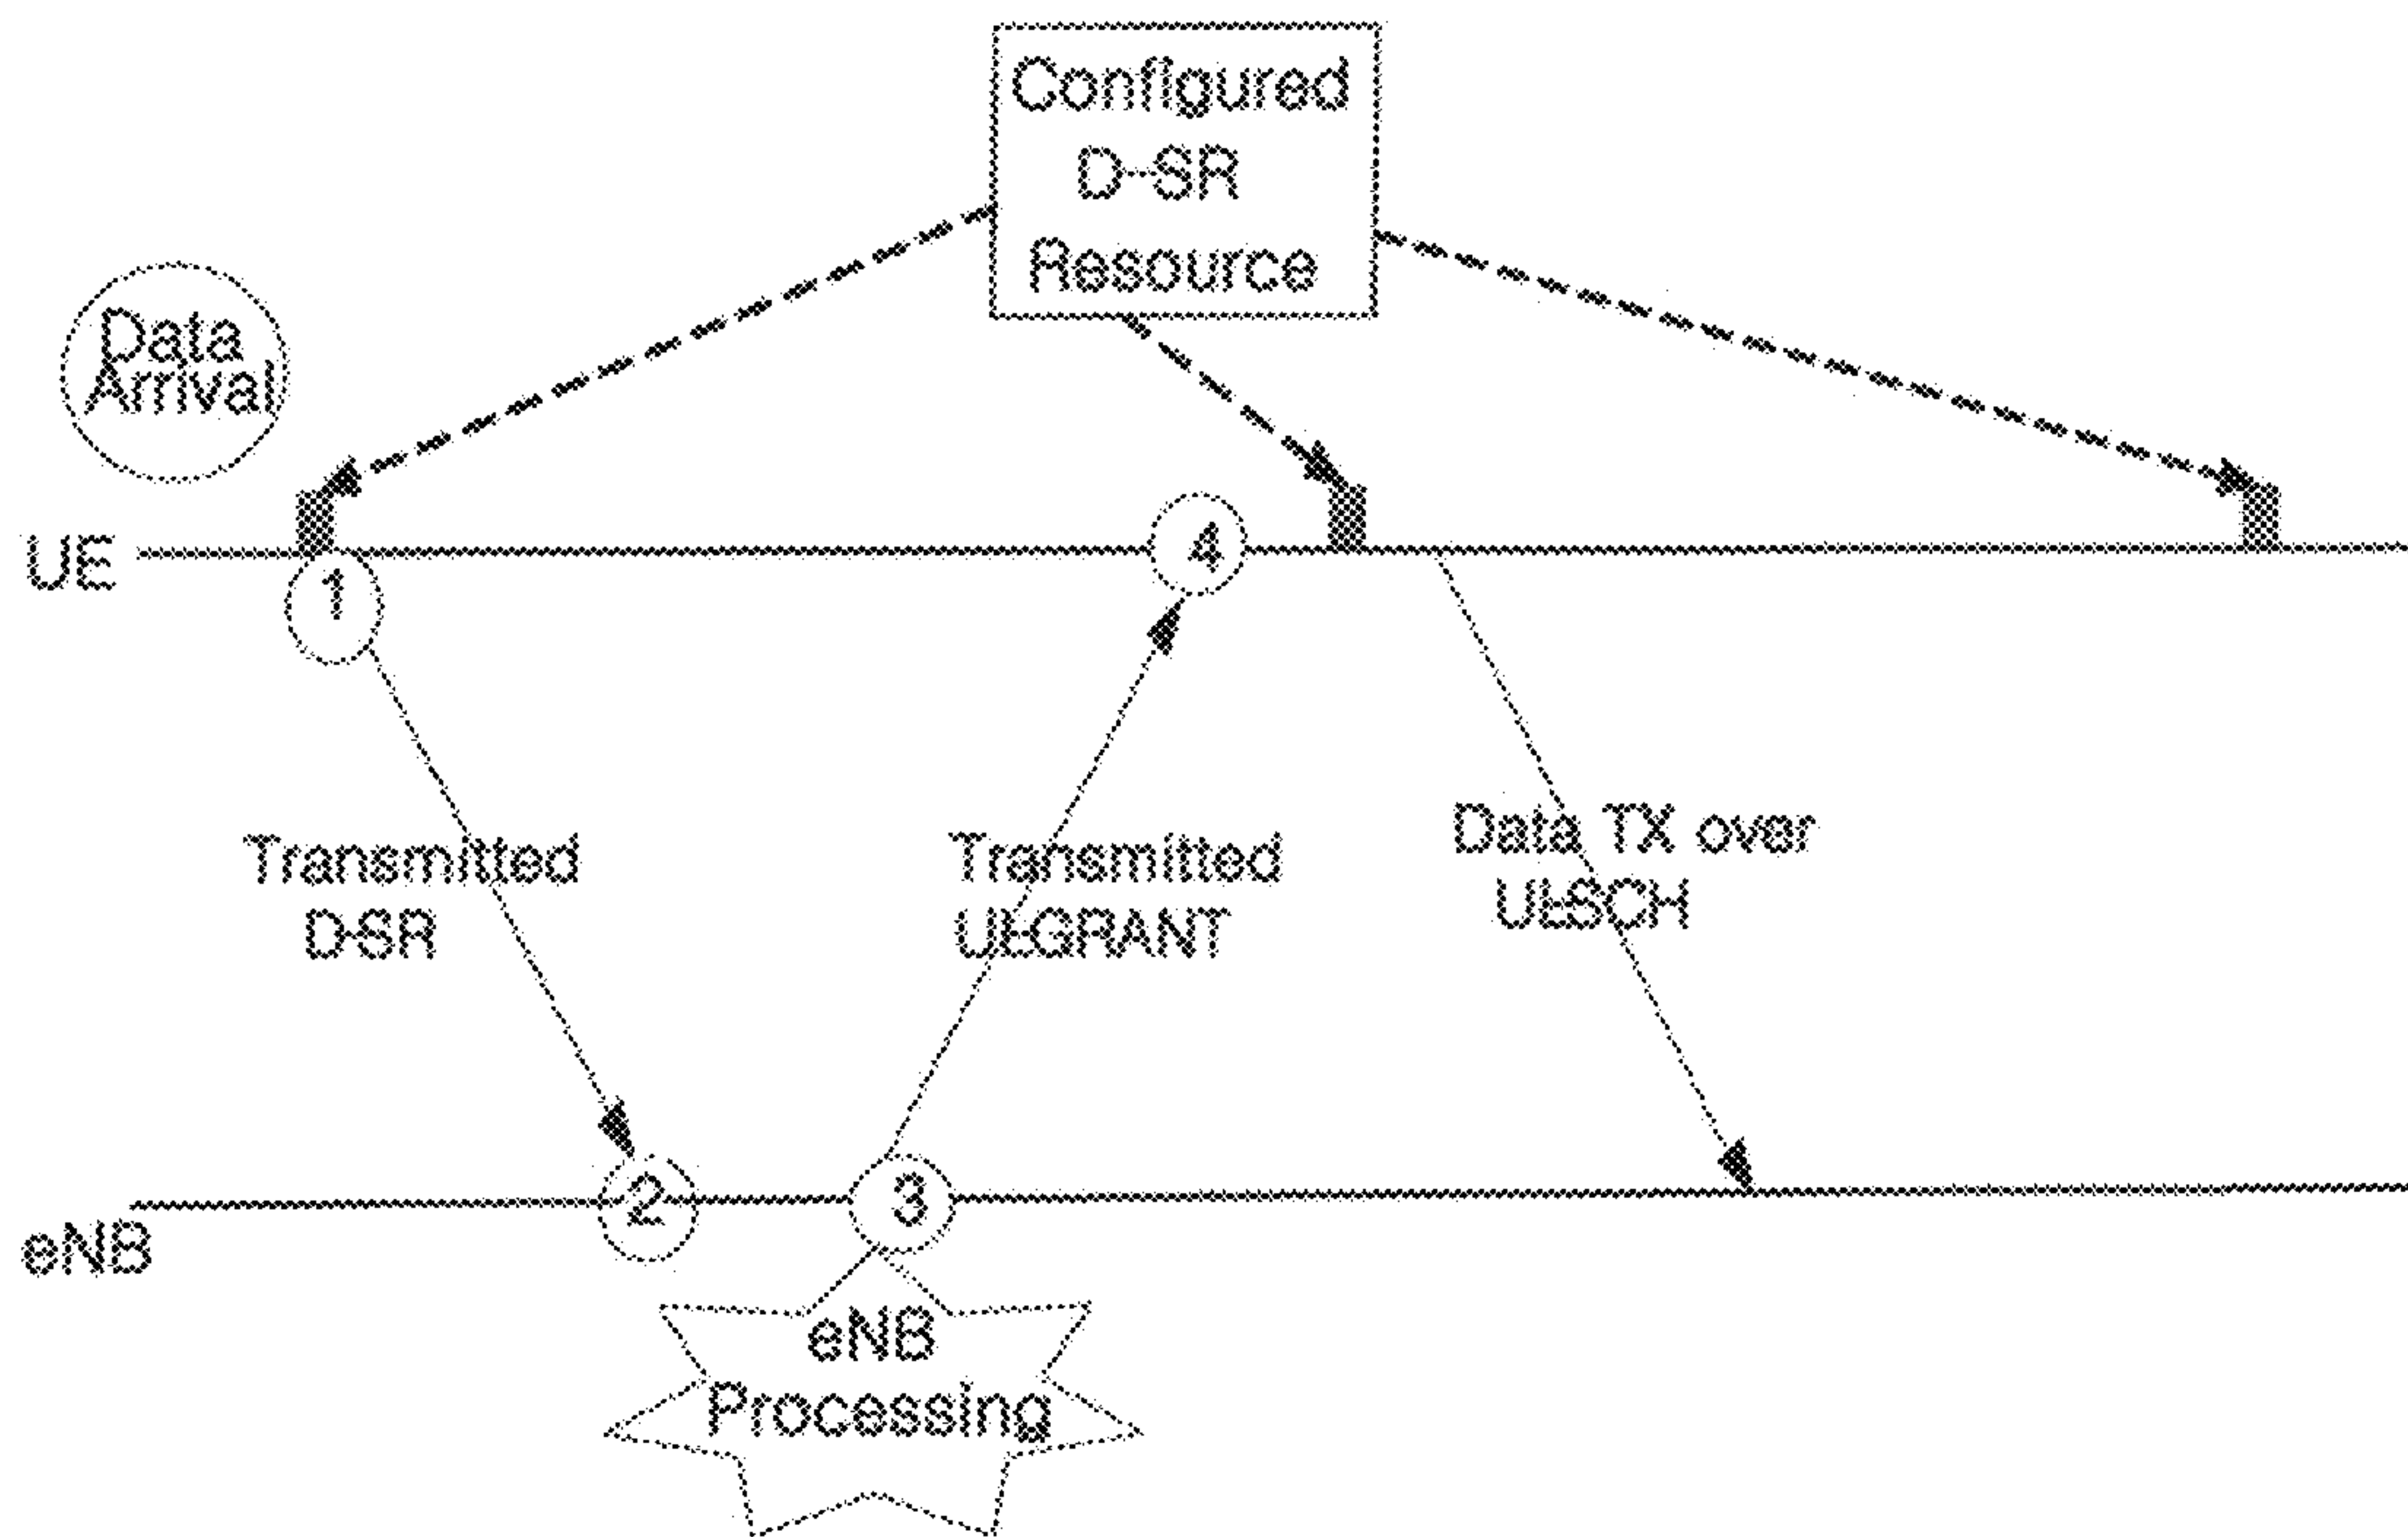 Configured
D-SR
Resource
Data
Arrival
UE
4
1
Transmitted
D-SR
Transmitted
UL-GRANT
Data TX over
UL-SCH
eNB
2
3
eNB
Processing